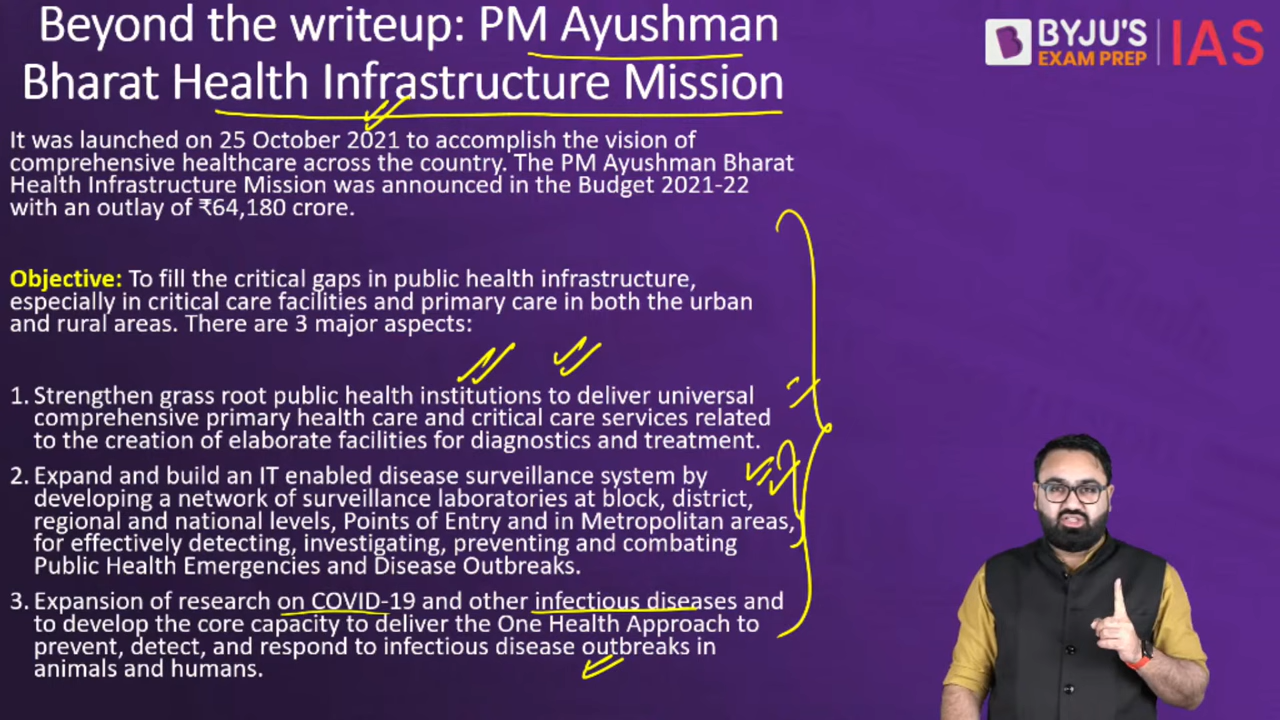 Beyond the writeup: PM Ayushman
Bharat Health Infrastructure Mission
BYJU'S
EXAM PREP
IAS
It was launched on 25 October 2021 to accomplish the vision of
comprehensive healthcare across the country. The PM Ayushman Bharat
Health Infrastructure Mission was announced in the Budget 2021-22
with an outlay of ₹64,180 crore.
Objective: To fill the critical gaps in public health infrastructure,
especially in critical care facilities and primary care in both the urban
and rural areas. There are 3 major aspects:
1. Strengthen grass root public health institutions to deliver universal
comprehensive primary health care and critical care services related
to the creation of elaborate facilities for diagnostics and treatment.
2. Expand and build an IT enabled disease surveillance system by
developing a network of surveillance laboratories at block, district,
regional and national levels, Points of Entry and in Metropolitan areas,
for effectively detecting, investigating, preventing and combating
Public Health Emergencies and Disease Outbreaks.
3. Expansion of research on COVID-19 and other infectious diseases and
to develop the core capacity to deliver the One Health Approach to
prevent, detect, and respond to infectious disease outbreaks in
animals and humans.